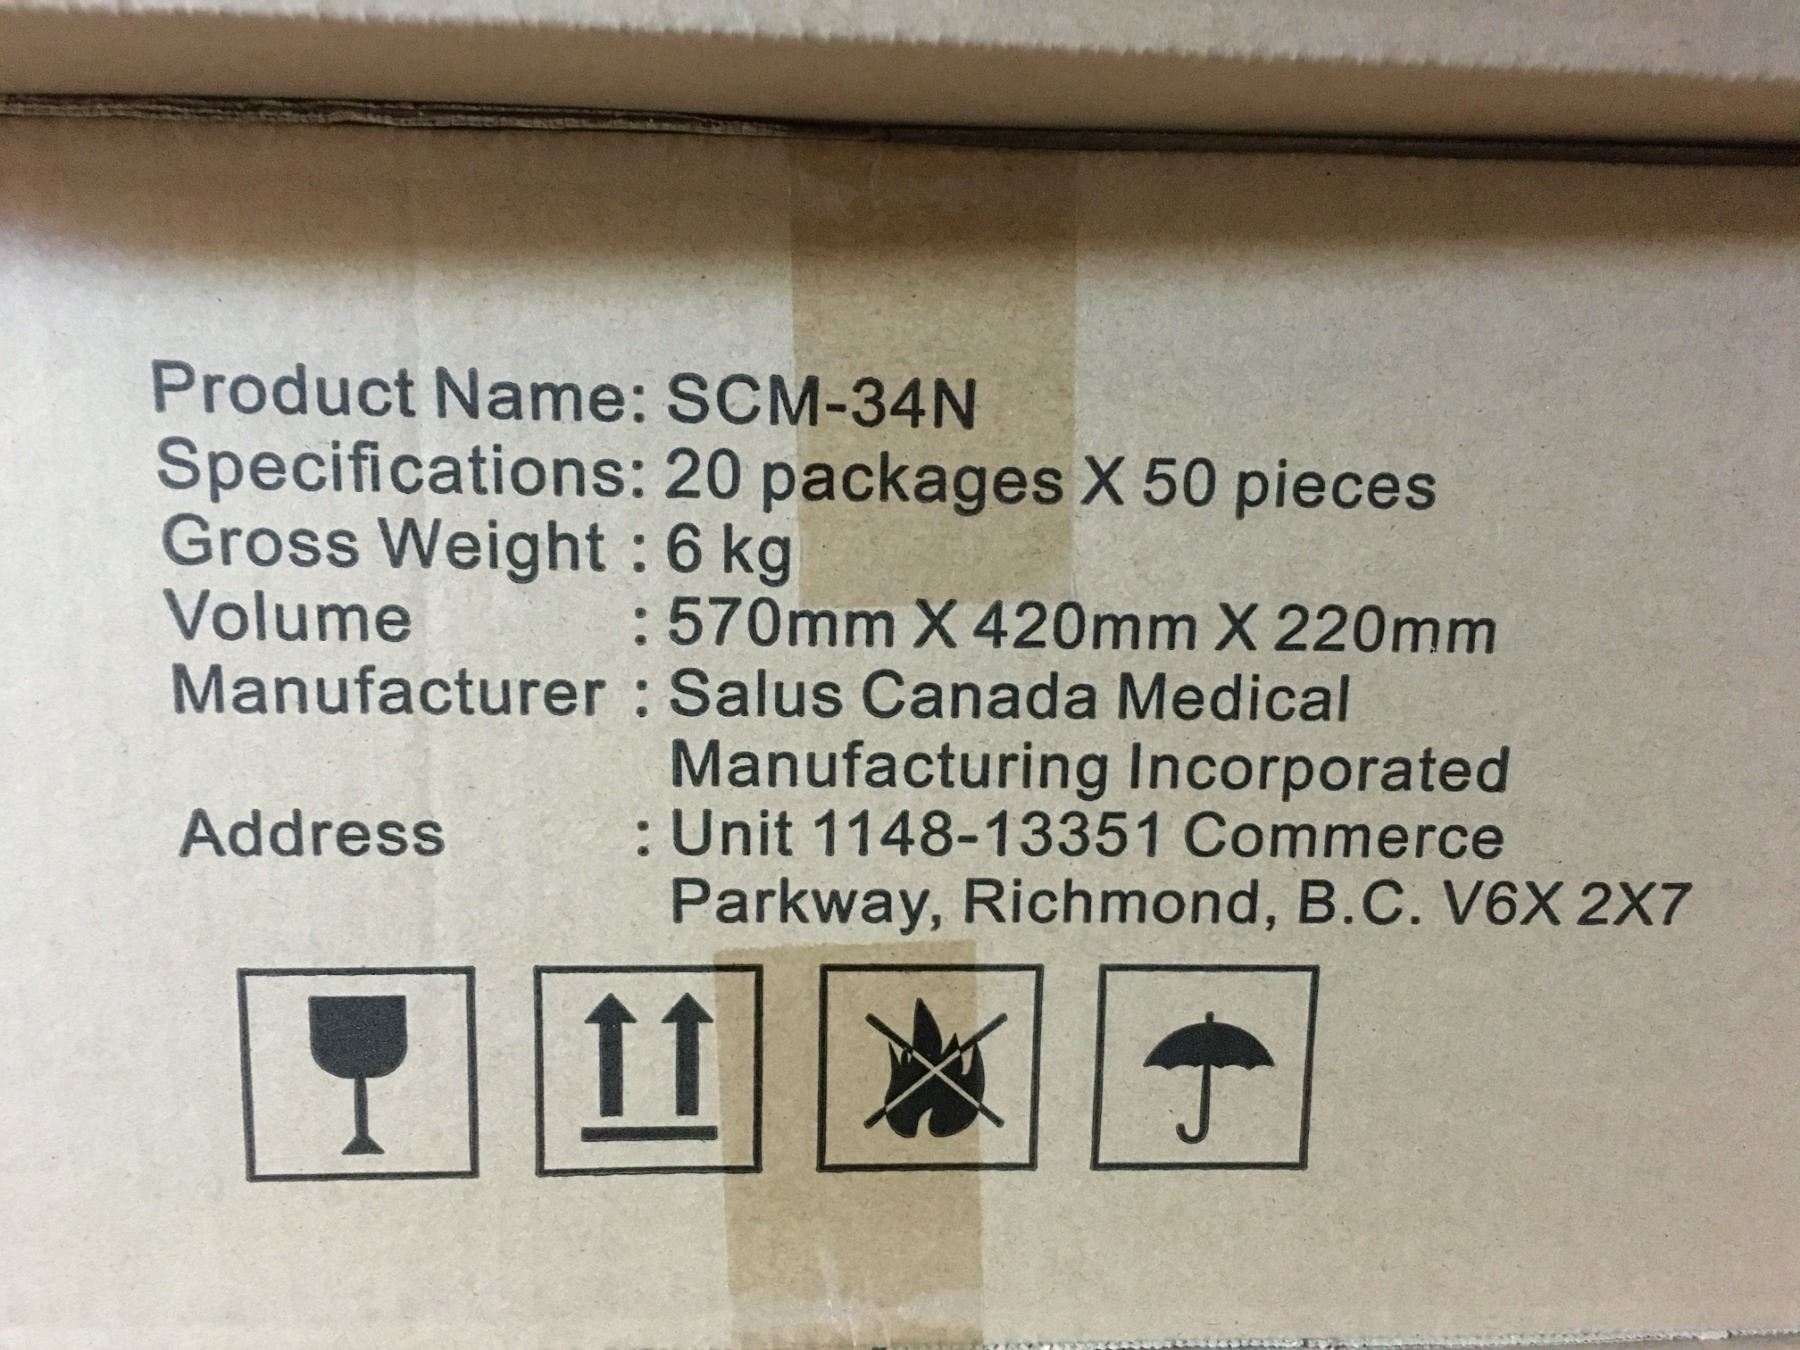 Product Name: SCM-34N
Specifications: 20 packages X 50 pieces
Gross Weight : 6 kg
Volume : 570mm X 420mm X 220mm
Manufacturer : Salus Canada Medical
Manufacturing Incorporated
Address : Unit 1148-13351 Commerce
Parkway, Richmond, B.C. V6X 2X7